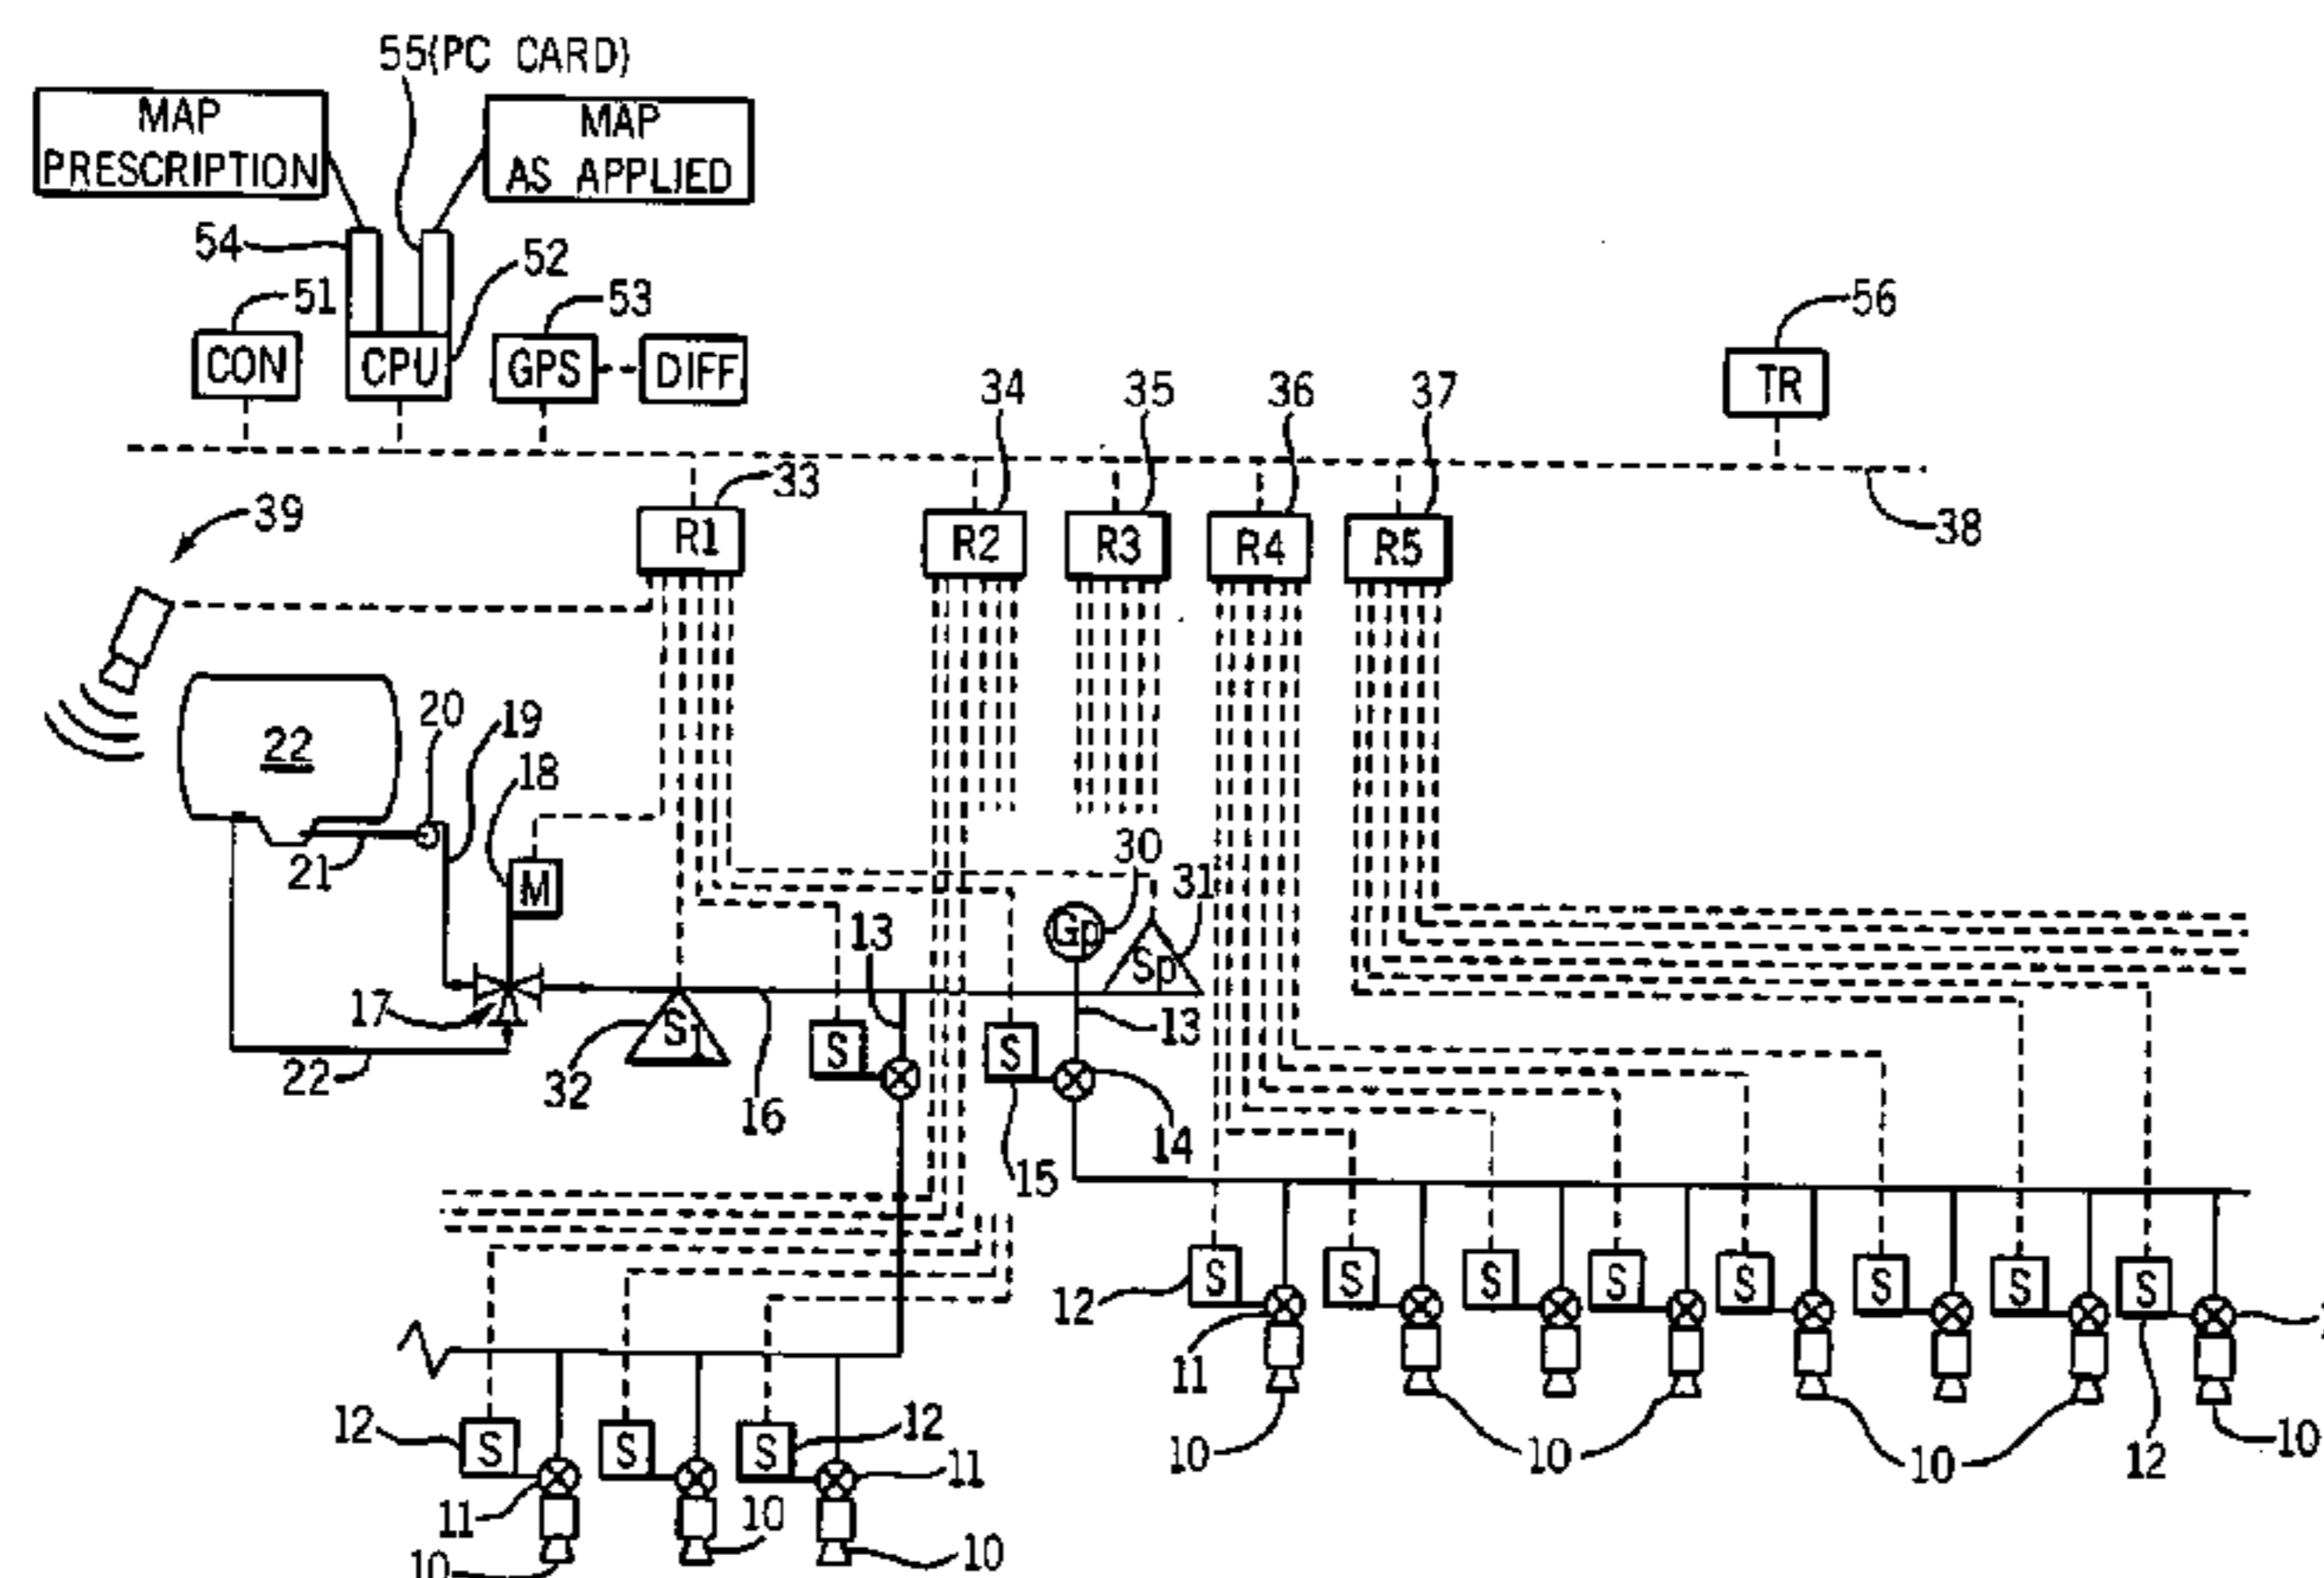 55(PC CARD)
MAP
PRESCRIPTION
MAP
AS APPLIED
54
52
51
53
56
CON
CPU
GPS
DIFF
TR
34
35
36
37
33
39
38
R1
R2
R3
R4
R5
22
20
19
18
21
M
30
31
13
Gp
Sp
17
S
S
13
22
32
16
14
15
12
S
S
S
S
S
S
S
S
11
10
10
10
12
10
12
S
S
S
12
11
10
11
10
10